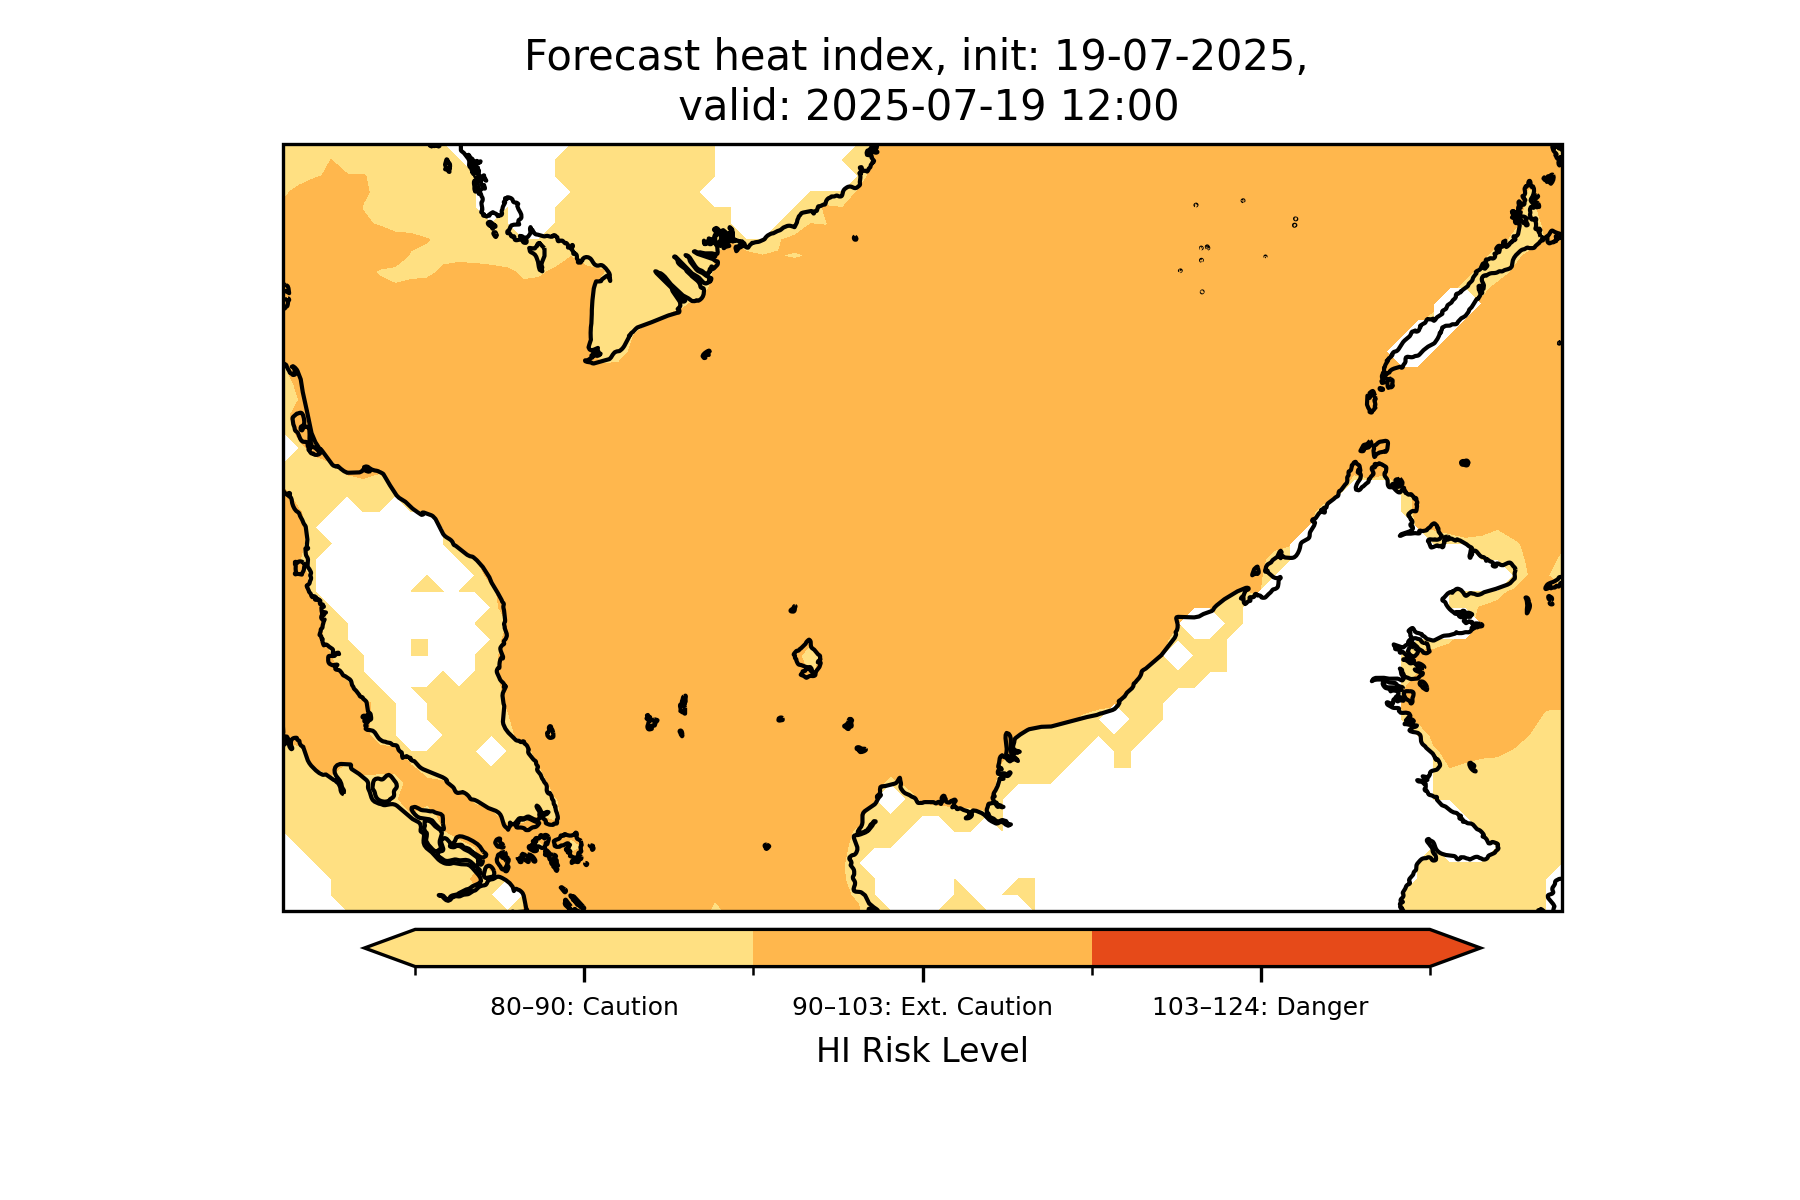 Forecast heat index, init: 19-07-2025,
valid: 2025-07-19 12:00
80–90: Caution
90–103: Ext. Caution
103–124: Danger
HI Risk Level